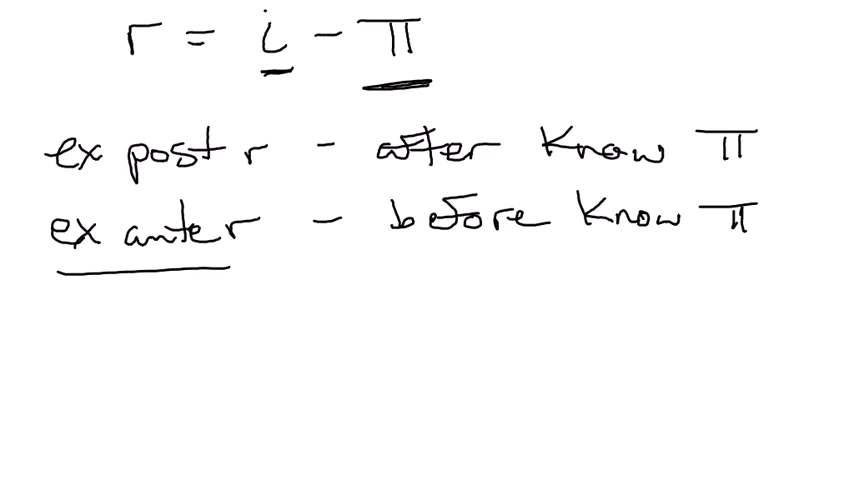 r = i - π
ex post r - after know π
ex ante r - before know π